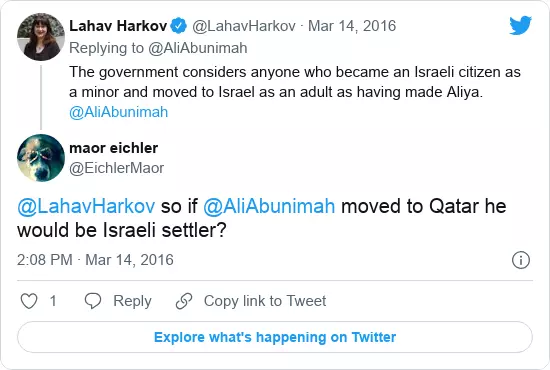 Lahav Harkov @LahavHarkov · Mar 14, 2016
Replying to @AliAbunimah
The government considers anyone who became an Israeli citizen as
a minor and moved to Israel as an adult as having made Aliya.
@AliAbunimah
maor eichler
@EichlerMaor
@LahavHarkov so if @AliAbunimah moved to Qatar he
would be Israeli settler?
2:08 PM · Mar 14, 2016
1 Reply Copy link to Tweet
Explore what's happening on Twitter